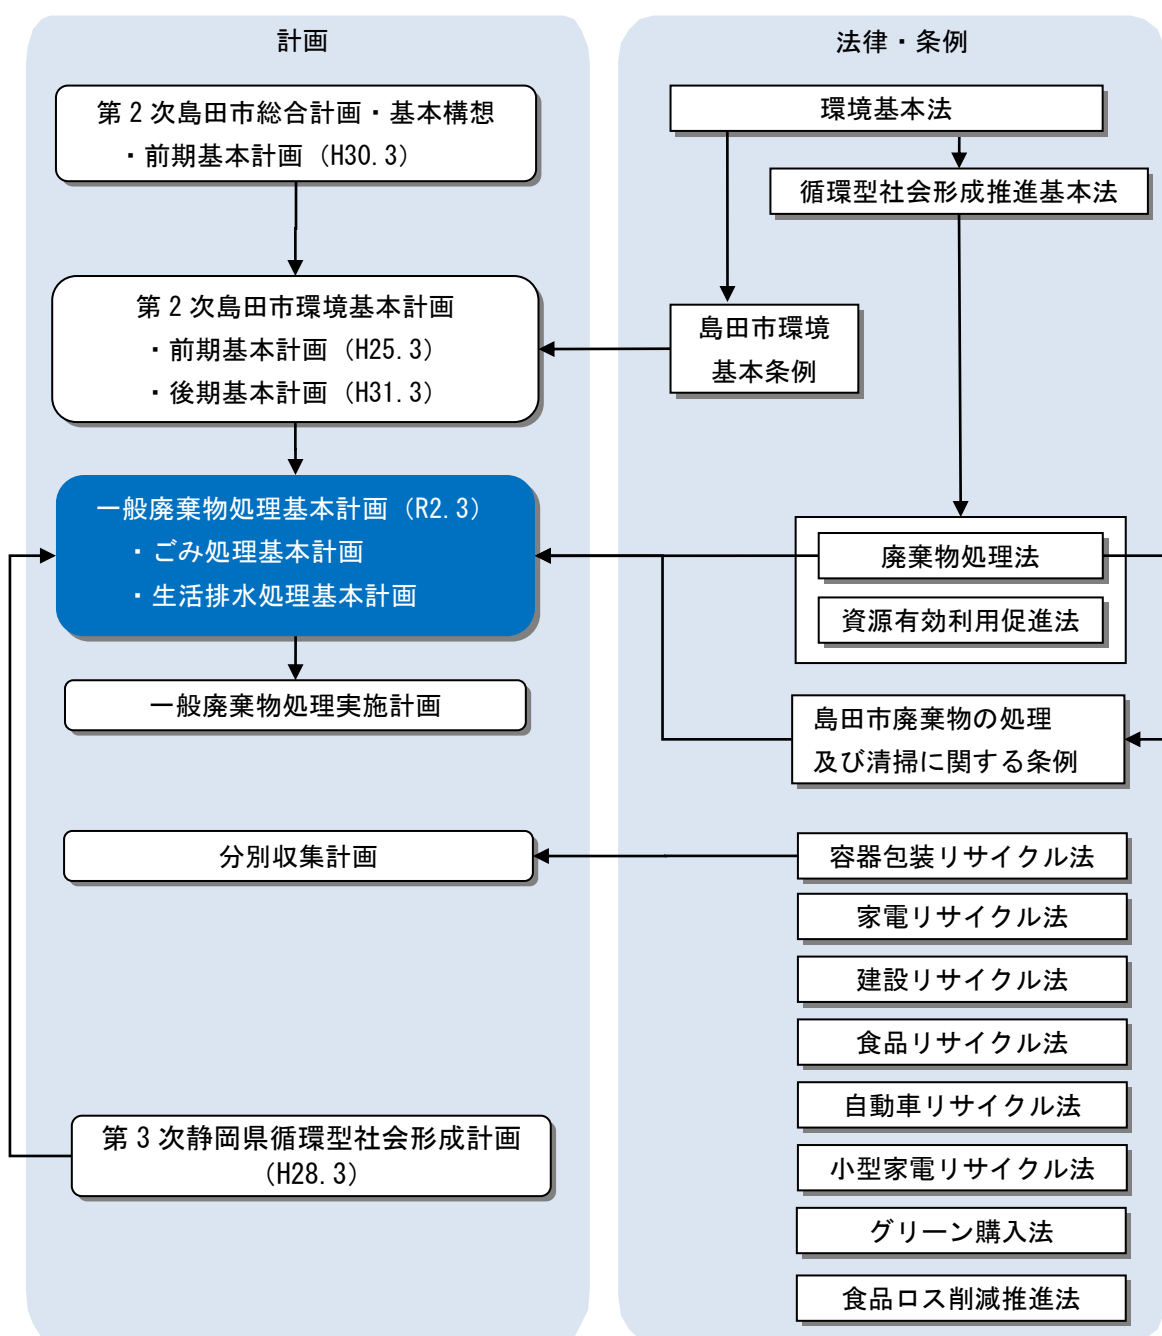 計画
第2次島田市総合計画・基本構想
・前期基本計画（H30.3）
第2次島田市環境基本計画
・前期基本計画（H25.3）
・後期基本計画（H31.3）
一般廃棄物処理基本計画（R2.3）
・ごみ処理基本計画
・生活排水処理基本計画
一般廃棄物処理実施計画
分別収集計画
第3次静岡県循環型社会形成計画
（H28.3）
法律・条例
環境基本法
循環型社会形成推進基本法
島田市環境
基本条例
廃棄物処理法
資源有効利用促進法
島田市廃棄物の処理
及び清掃に関する条例
容器包装リサイクル法
家電リサイクル法
建設リサイクル法
食品リサイクル法
自動車リサイクル法
小型家電リサイクル法
グリーン購入法
食品ロス削減推進法